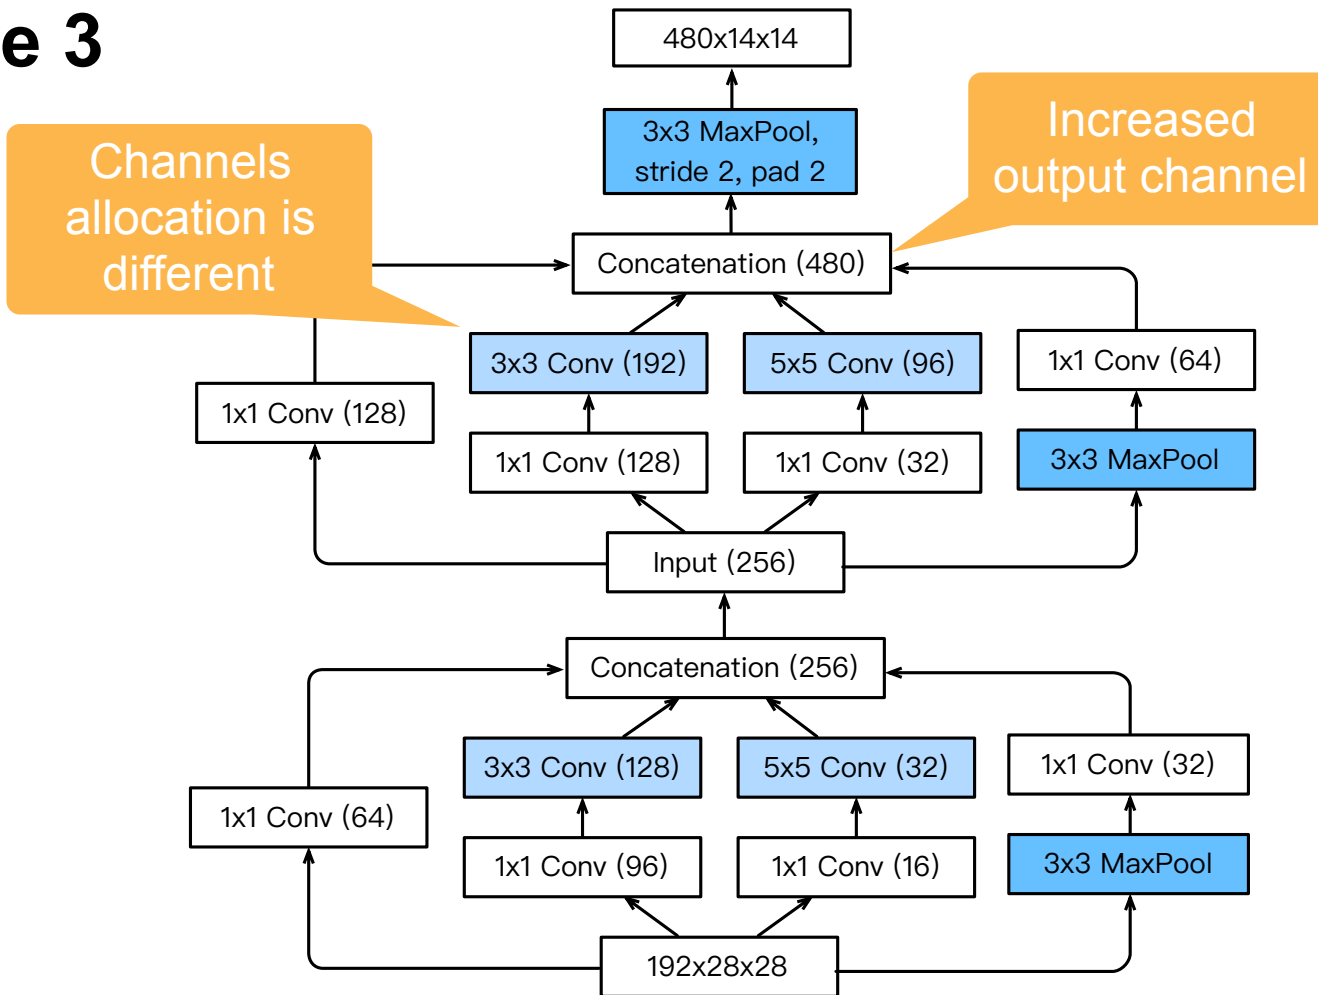 e 3
480x14x14
3x3 MaxPool,
stride 2, pad 2
Increased
output channel
Channels
allocation is
different
Concatenation (480)
3x3 Conv (192)
5x5 Conv (96)
1x1 Conv (64)
1x1 Conv (128)
1x1 Conv (128)
1x1 Conv (32)
3x3 MaxPool
Input (256)
Concatenation (256)
3x3 Conv (128)
5x5 Conv (32)
1x1 Conv (32)
1x1 Conv (64)
1x1 Conv (96)
1x1 Conv (16)
3x3 MaxPool
192x28x28